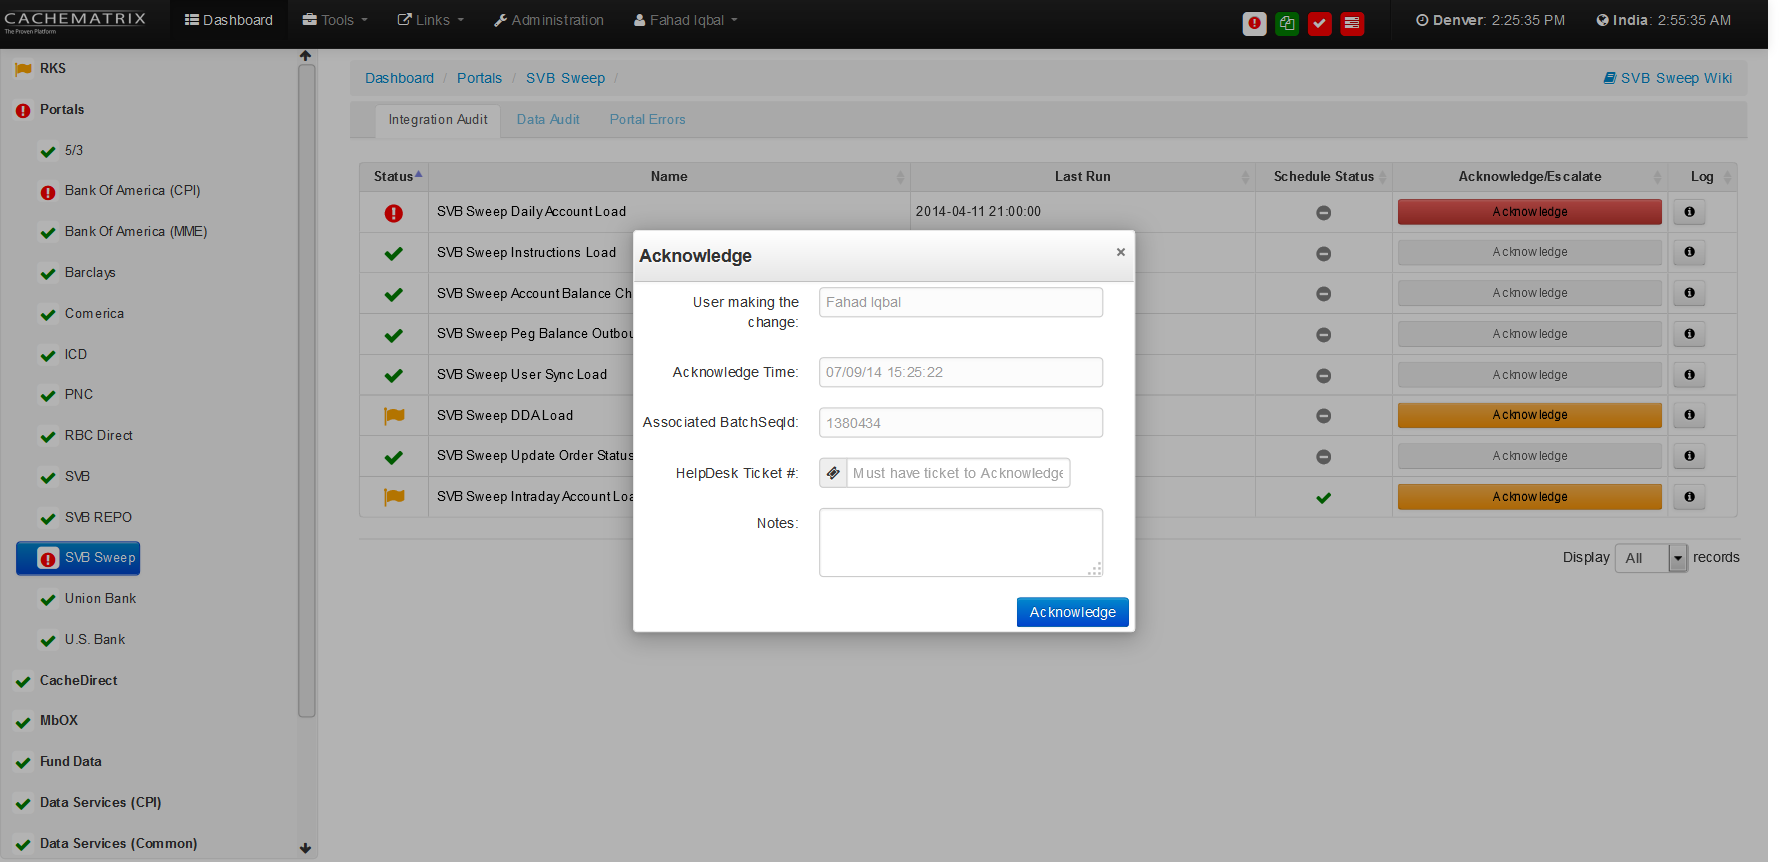 CACHEMATRIX
The Proven Platform
Dashboard
Tools
Links
Administration
Fahad Iqbal
Denver: 2:25:35 PM
India: 2:55:35 AM
RKS
Portals
5/3
Bank Of America (CPI)
Bank Of America (MME)
Barclays
Comerica
ICD
PNC
RBC Direct
SVB
SVB REPO
SVB Sweep
Union Bank
U.S. Bank
CacheDirect
MbOX
Fund Data
Data Services (CPI)
Data Services (Common)
Dashboard / Portals / SVB Sweep /
SVB Sweep Wiki
Integration Audit
Data Audit
Portal Errors
Status Name Last Run Schedule Status Acknowledge/Escalate Log
SVB Sweep Daily Account Load 2014-04-11 21:00:00 Acknowledge
SVB Sweep Instructions Load Acknowledge
SVB Sweep Account Balance Ch Acknowledge
SVB Sweep Peg Balance Outbou Acknowledge
SVB Sweep User Sync Load Acknowledge
SVB Sweep DDA Load Acknowledge
SVB Sweep Update Order Status Acknowledge
SVB Sweep Intraday Account Loa Acknowledge
Display All records
Acknowledge
×
User making the
change:
Fahad Iqbal
Acknowledge Time: 07/09/14 15:25:22
Associated BatchSeqId: 1380434
HelpDesk Ticket #: Must have ticket to Acknowledge
Notes:
Acknowledge